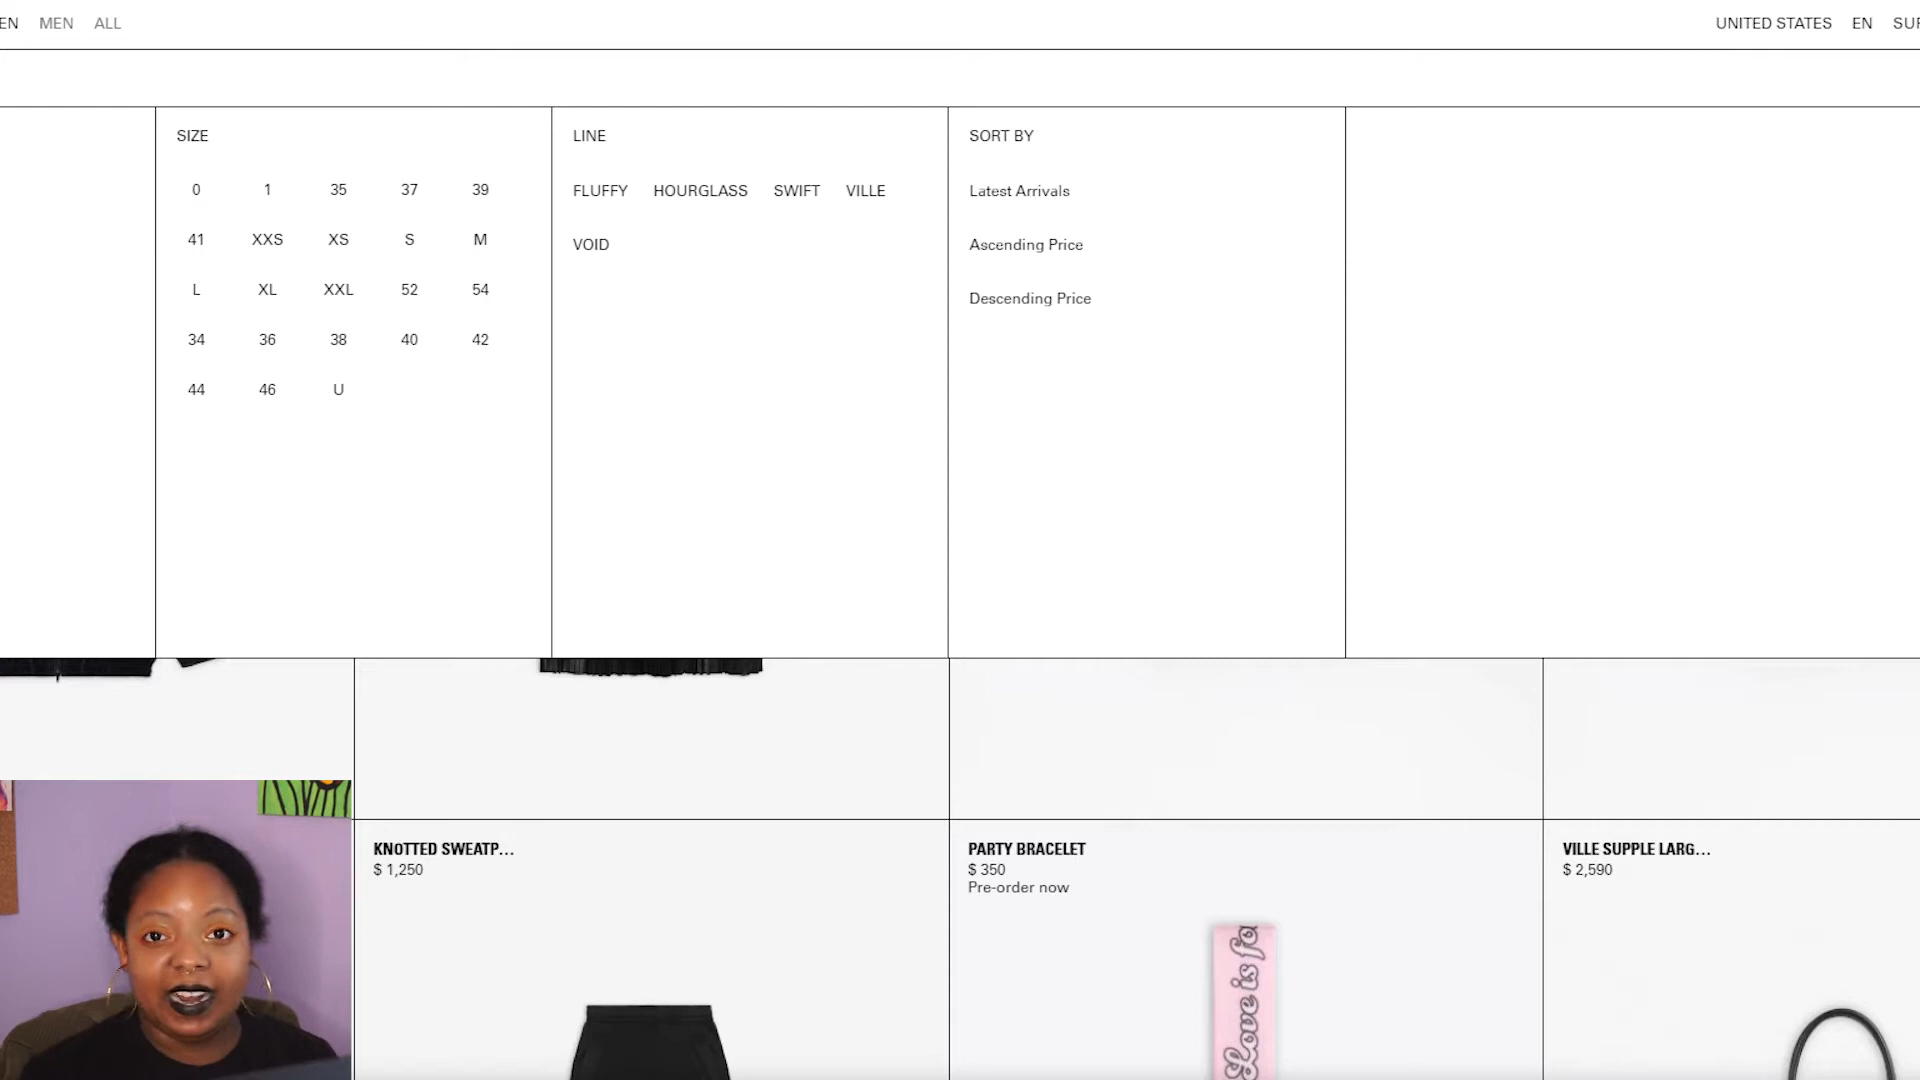 EN MEN ALL
UNITED STATES EN SUP
SIZE
0 1 35 37 39
41 XXS XS S M
L XL XXL 52 54
34 36 38 40 42
44 46 U
LINE
FLUFFY HOURGLASS SWIFT VILLE
VOID
SORT BY
Latest Arrivals
Ascending Price
Descending Price
KNOTTED SWEATP...
$ 1,250
PARTY BRACELET
$ 350
Pre-order now
Love is fo
VILLE SUPPLE LARG...
$ 2,590